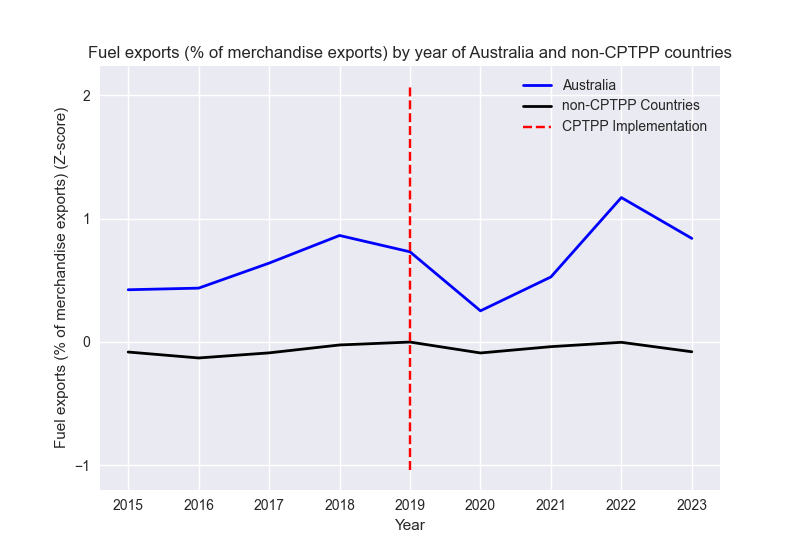 Fuel exports (% of merchandise exports) by year of Australia and non-CPTPP countries
Australia
non-CPTPP Countries
CPTPP Implementation
Fuel exports (% of merchandise exports) (Z-score)
2
1
0
−1
2015 2016 2017 2018 2019 2020 2021 2022 2023
Year